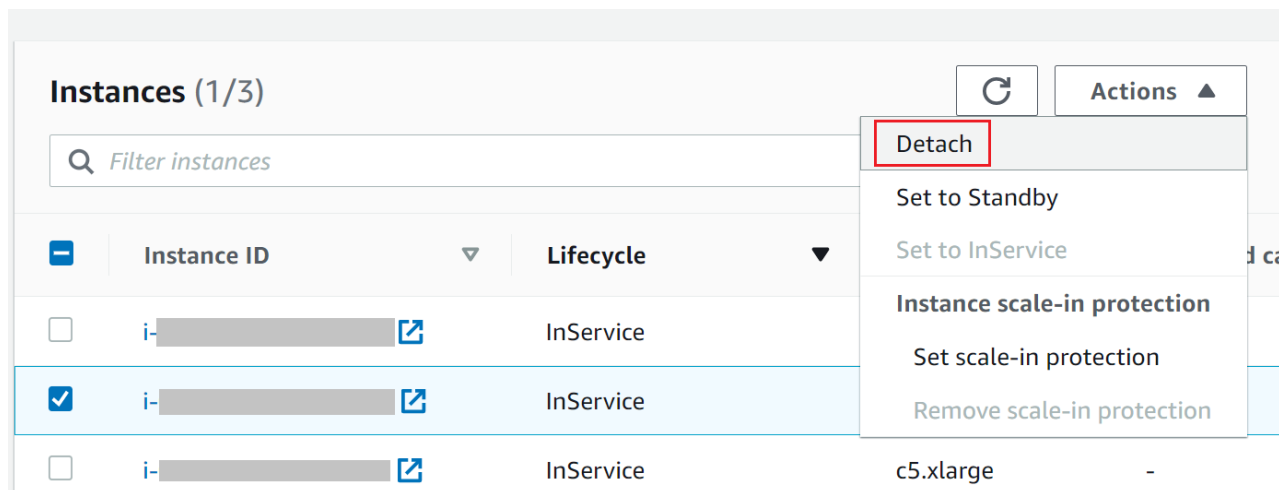 Instances (1/3)
Actions
Filter instances
Detach
Set to Standby
Set to InService
Instance scale-in protection
Set scale-in protection
Remove scale-in protection
Instance ID
Lifecycle
i-
InService
i-
InService
i-
c5.xlarge
-